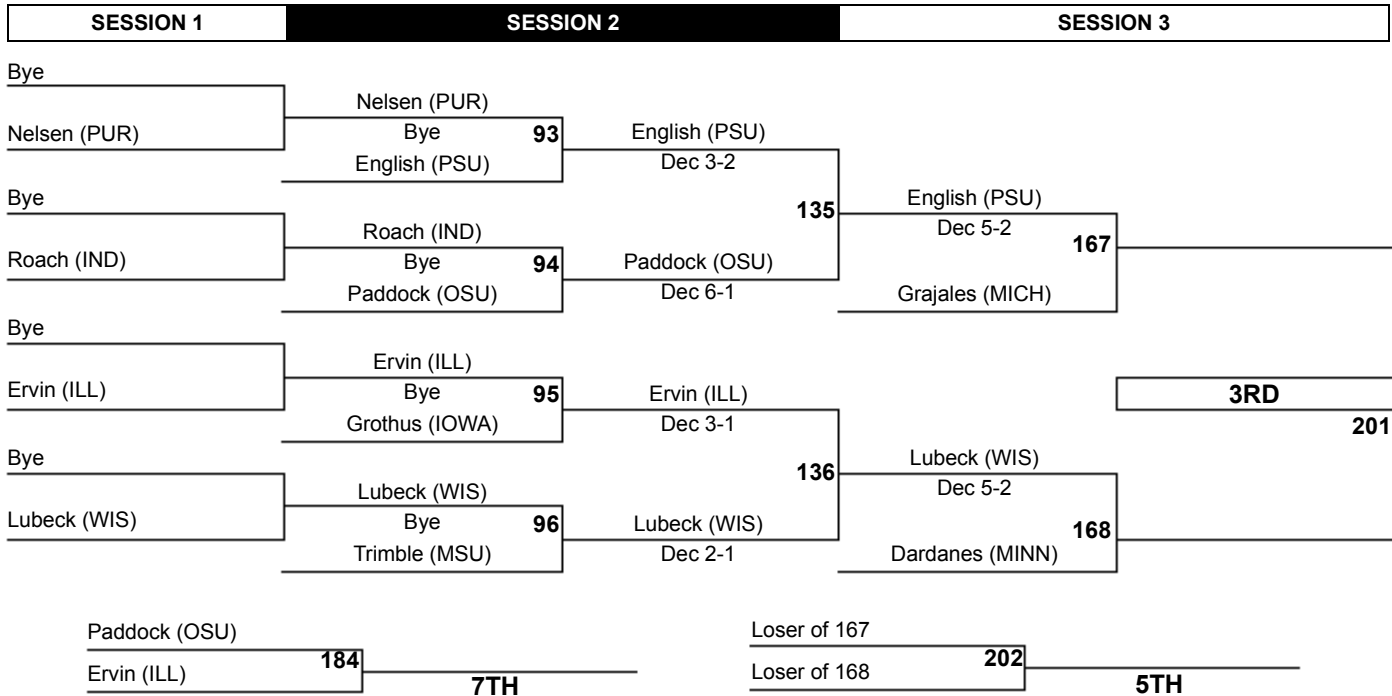 SESSION 1 SESSION 2 SESSION 3
Bye
Nelsen (PUR)
Nelsen (PUR)
Bye 93
English (PSU)
English (PSU)
Dec 3-2
Bye
Roach (IND)
Roach (IND)
Bye 94
Paddock (OSU)
Paddock (OSU)
Dec 6-1
135
English (PSU)
Dec 5-2
167
Grajales (MICH)
Bye
Ervin (ILL)
Ervin (ILL)
Bye 95
Grothus (IOWA)
Ervin (ILL)
Dec 3-1
3RD
201
Bye
Lubeck (WIS)
Lubeck (WIS)
Bye 96
Trimble (MSU)
Lubeck (WIS)
Dec 2-1
136
Lubeck (WIS)
Dec 5-2
168
Dardanes (MINN)
Paddock (OSU)
184
Ervin (ILL)
7TH
Loser of 167
202
Loser of 168
5TH